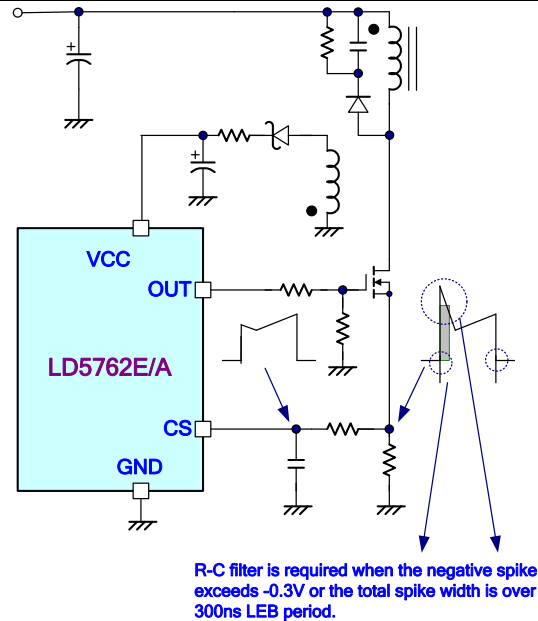 VCC
OUT
LD5762E/A
CS
GND
+
+
R-C filter is required when the negative spike
exceeds -0.3V or the total spike width is over
300ns LEB period.